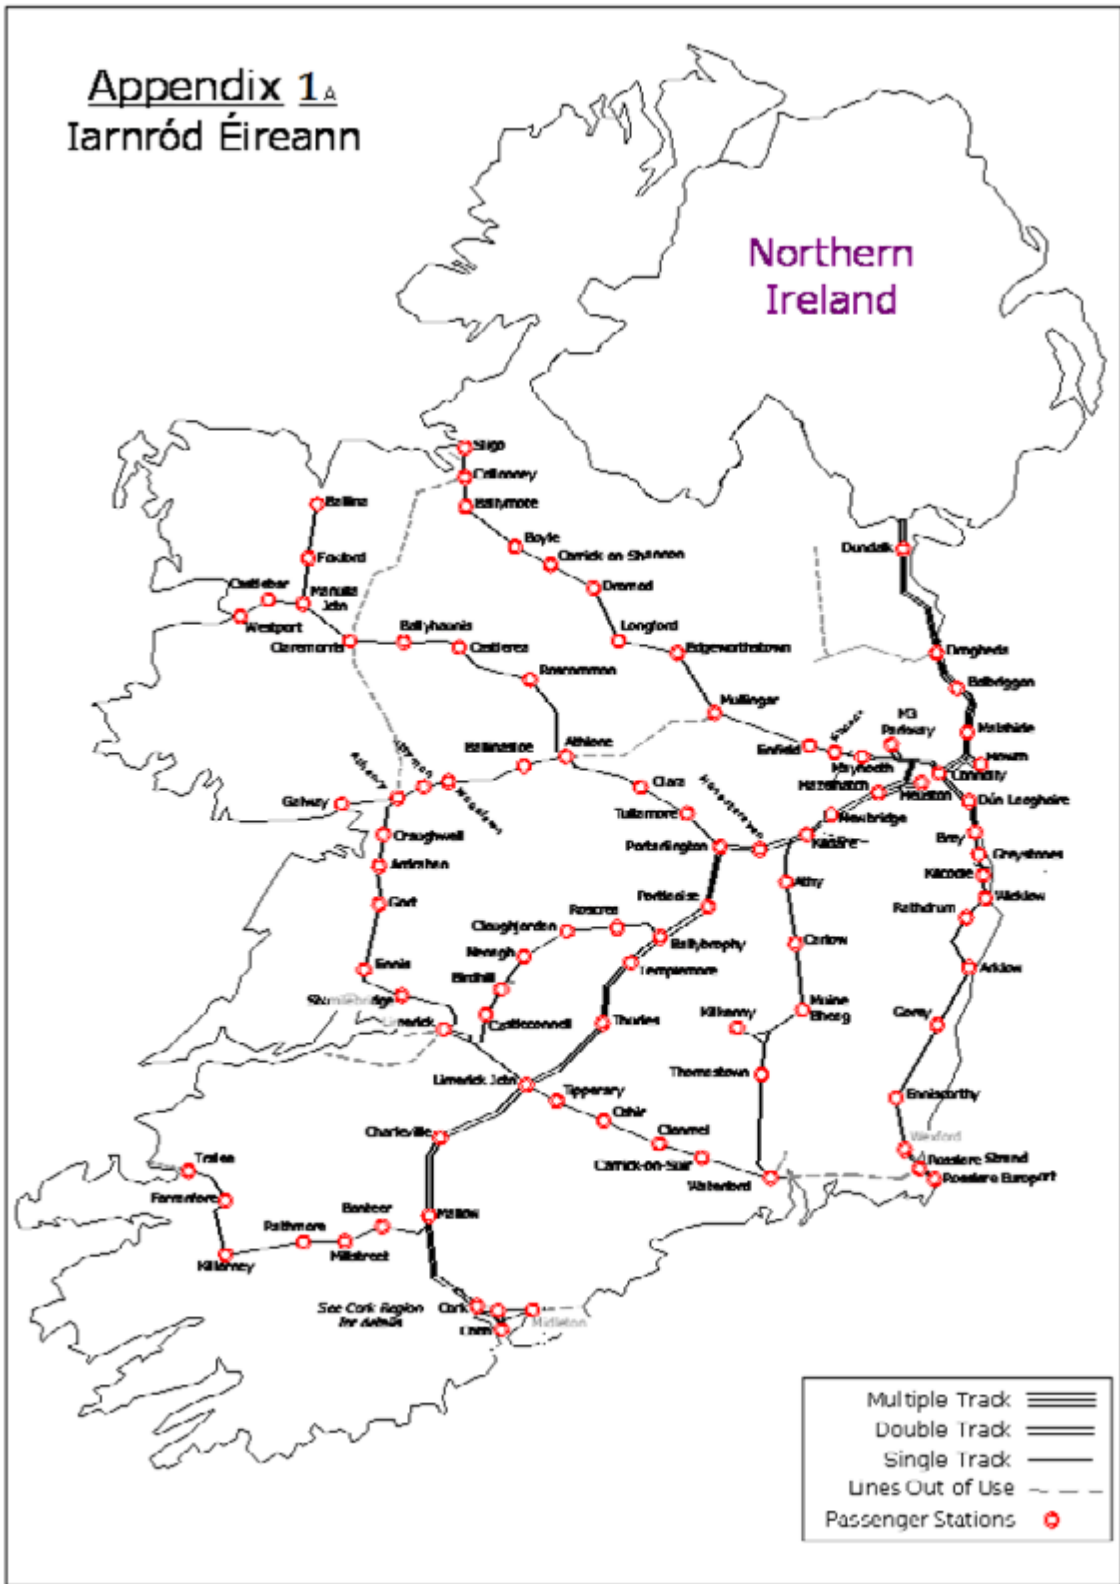 Appendix 1A
Iarnród Éireann
Northern
Ireland
Sligo
Collooney
Ballymote
Ballina
Boyle
Carrick on Shannon
Dundalk
Foxford
Dromod
Castlebar
Manulla
Jctn
Westport
Longford
Ballyhaunis
Claremorris
Castlerea
Edgeworthstown
Drogheda
Roscommon
Balbriggan
Mullingar
M3
Parkway
Malahide
Athlone
Enfield
Kilcock
Howth
Ballinasloe
Maynooth
Connolly
Athenry
Attymon
Woodlawn
Clara
Monasterevin
Hazelhatch
Heuston
Galway
Dún Laoghaire
Tullamore
Newbridge
Craughwell
Portarlington
Kildare
Bray
Greystones
Ardrahan
Athy
Kilcoole
Gort
Portlaoise
Wicklow
Rathdrum
Cloughjordan
Roscrea
Ballybrophy
Carlow
Nenagh
Templemore
Ennis
Birdhill
Arklow
Sixmilebridge
Muine
Bheag
Castleconnell
Limerick
Thurles
Kilkenny
Gorey
Limerick Jctn
Thomastown
Tipperary
Enniscorthy
Cahir
Charleville
Clonmel
Wexford
Carrick-on-Suir
Rosslare Strand
Tralee
Waterford
Rosslare Europort
Farranfore
Banteer
Mallow
Rathmore
Millstreet
Killarney
See Cork Region
for details
Cork
Cobh
Midleton
Multiple Track
Double Track
Single Track
Lines Out of Use
Passenger Stations